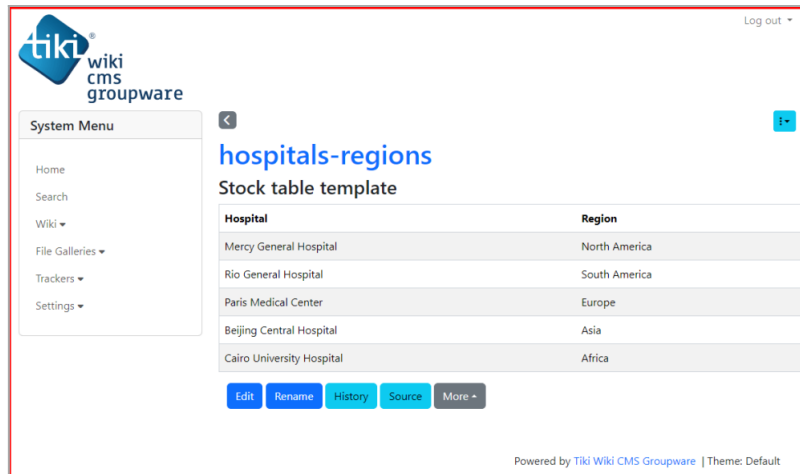 Log out
tiki®
wiki
cms
groupware
System Menu
Home
Search
Wiki
File Galleries
Trackers
Settings
hospitals-regions
Stock table template
Hospital Region
Mercy General Hospital North America
Rio General Hospital South America
Paris Medical Center Europe
Beijing Central Hospital Asia
Cairo University Hospital Africa
Edit Rename History Source More
Powered by Tiki Wiki CMS Groupware | Theme: Default